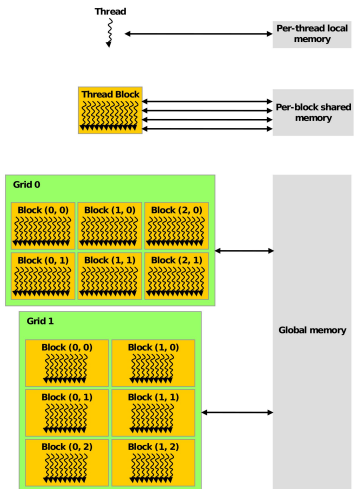 Thread
Per-thread local
memory
Thread Block
Per-block shared
memory
Grid 0
Block (0, 0) Block (1, 0) Block (2, 0)
Block (0, 1) Block (1, 1) Block (2, 1)
Grid 1
Block (0, 0) Block (1, 0)
Global memory
Block (0, 1) Block (1, 1)
Block (0, 2) Block (1, 2)